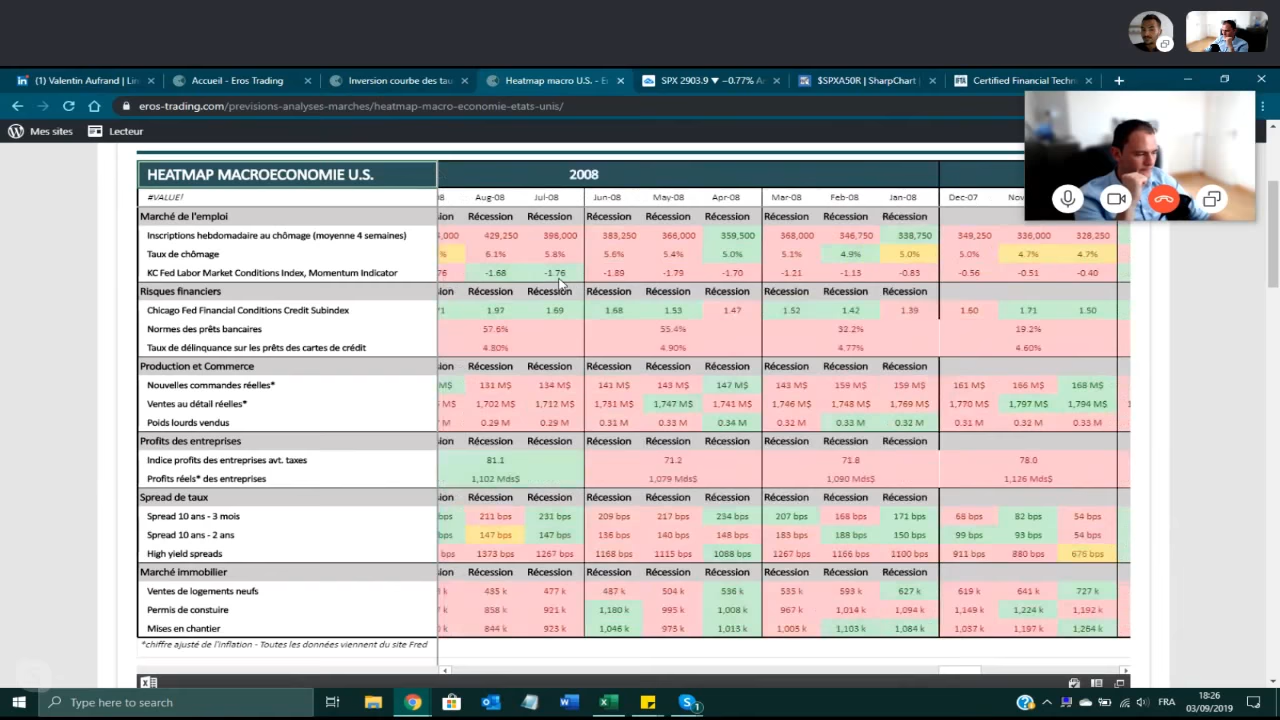 (1) Valentin Aufrand | Lin
Accueil - Eros Trading
Inversion courbe des tau
Heatmap macro U.S. - E
SPX 2903.9 ▼ −0.77% A
$SPXA50R | SharpChart
Certified Financial Techn
eros-trading.com/previsions-analyses-marches/heatmap-macro-economie-etats-unis/
Mes sites Lecteur
HEATMAP MACROECONOMIE U.S. 2008
#VALUE! 8 Aug-08 Jul-08 Jun-08 May-08 Apr-08 Mar-08 Feb-08 Jan-08 Dec-07 Nov
Marché de l'emploi sion Récession Récession Récession Récession Récession Récession Récession Récession
Inscriptions hebdomadaire au chômage (moyenne 4 semaines) ,000 429,250 398,000 383,250 366,000 359,500 368,000 346,750 338,750 349,250 336,000 328,250
Taux de chômage % 6.1% 5.8% 5.6% 5.4% 5.0% 5.1% 4.9% 5.0% 5.0% 4.7% 4.7%
KC Fed Labor Market Conditions Index, Momentum Indicator 76 -1.68 -1.76 -1.89 -1.79 -1.70 -1.21 -1.15 -0.83 -0.56 -0.51 -0.40
Risques financiers sion Récession Récession Récession Récession Récession Récession Récession Récession
Chicago Fed Financial Conditions Credit Subindex 1 1.97 1.69 1.68 1.53 1.47 1.52 1.42 1.39 1.60 1.71 1.50
Normes des prêts bancaires 57.6% 55.4% 32.2% 19.2%
Taux de délinquance sur les prêts des cartes de crédit 4.80% 4.90% 4.77% 4.60%
Production et Commerce sion Récession Récession Récession Récession Récession Récession Récession Récession
Nouvelles commandes réelles* M$ 131 M$ 134 M$ 141 M$ 143 M$ 147 M$ 143 M$ 159 M$ 159 M$ 161 M$ 166 M$ 168 M$
Ventes au détail réelles* M$ 1,702 M$ 1,712 M$ 1,731 M$ 1,747 M$ 1,741 M$ 1,746 M$ 1,748 M$ 1,769 M$ 1,770 M$ 1,797 M$ 1,794 M$
Poids lourds vendus M 0.29 M 0.29 M 0.31 M 0.33 M 0.34 M 0.32 M 0.33 M 0.32 M 0.31 M 0.32 M 0.33 M
Profits des entreprises sion Récession Récession Récession Récession Récession Récession Récession Récession
Indice profits des entreprises avt. taxes 81.1 71.2 71.8 78.0
Profits réels* des entreprises 1,102 Mds$ 1,079 Mds$ 1,090 Mds$ 1,126 Mds$
Spread de taux sion Récession Récession Récession Récession Récession Récession Récession Récession
Spread 10 ans - 3 mois bps 211 bps 231 bps 209 bps 217 bps 234 bps 207 bps 168 bps 171 bps 68 bps 82 bps 54 bps
Spread 10 ans - 2 ans bps 147 bps 147 bps 136 bps 140 bps 148 bps 183 bps 188 bps 150 bps 99 bps 93 bps 54 bps
High yield spreads bps 1373 bps 1267 bps 1168 bps 1115 bps 1088 bps 1267 bps 1166 bps 1100 bps 911 bps 880 bps 676 bps
Marché immobilier sion Récession Récession Récession Récession Récession Récession Récession Récession
Ventes de logements neufs k 435 k 477 k 487 k 504 k 536 k 535 k 593 k 627 k 619 k 641 k 727 k
Permis de constuire k 858 k 921 k 1,180 k 995 k 1,008 k 967 k 1,014 k 1,094 k 1,149 k 1,224 k 1,192 k
Mises en chantier k 844 k 923 k 1,046 k 973 k 1,013 k 1,005 k 1,103 k 1,084 k 1,037 k 1,197 k 1,264 k
*chiffre ajusté de l'inflation - Toutes les données viennent du site Fred
Type here to search
FRA
18:26
03/09/2019